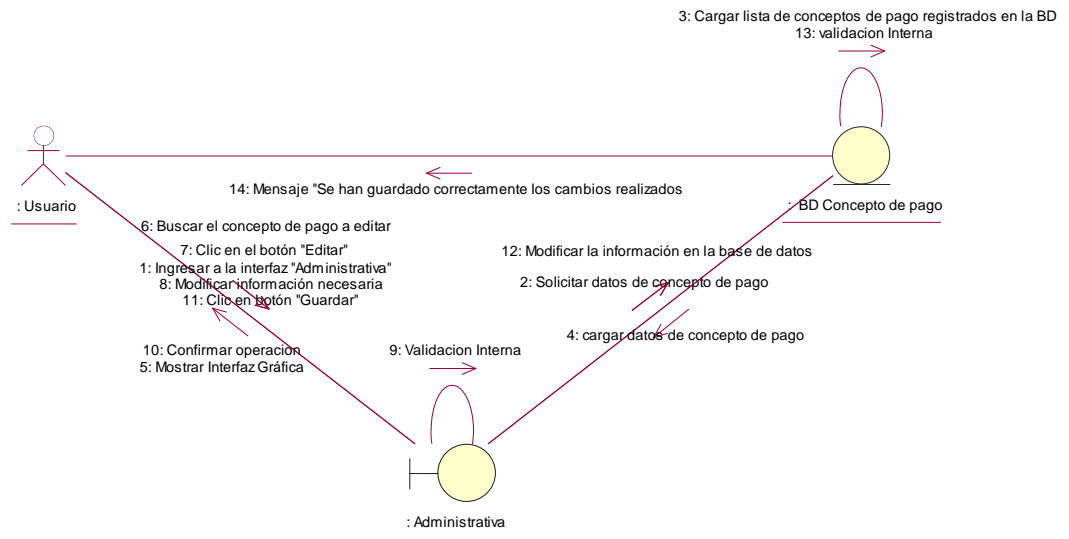 3: Cargar lista de conceptos de pago registrados en la BD
13: validacion Interna
14: Mensaje "Se han guardado correctamente los cambios realizados
: Usuario
: BD Concepto de pago
6: Buscar el concepto de pago a editar
7: Clic en el botón "Editar"
1: Ingresar a la interfaz "Administrativa"
8: Modificar información necesaria
11: Clic en botón "Guardar"
12: Modificar la información en la base de datos
2: Solicitar datos de concepto de pago
4: cargar datos de concepto de pago
10: Confirmar operación
5: Mostrar Interfaz Gráfica
9: Validacion Interna
: Administrativa